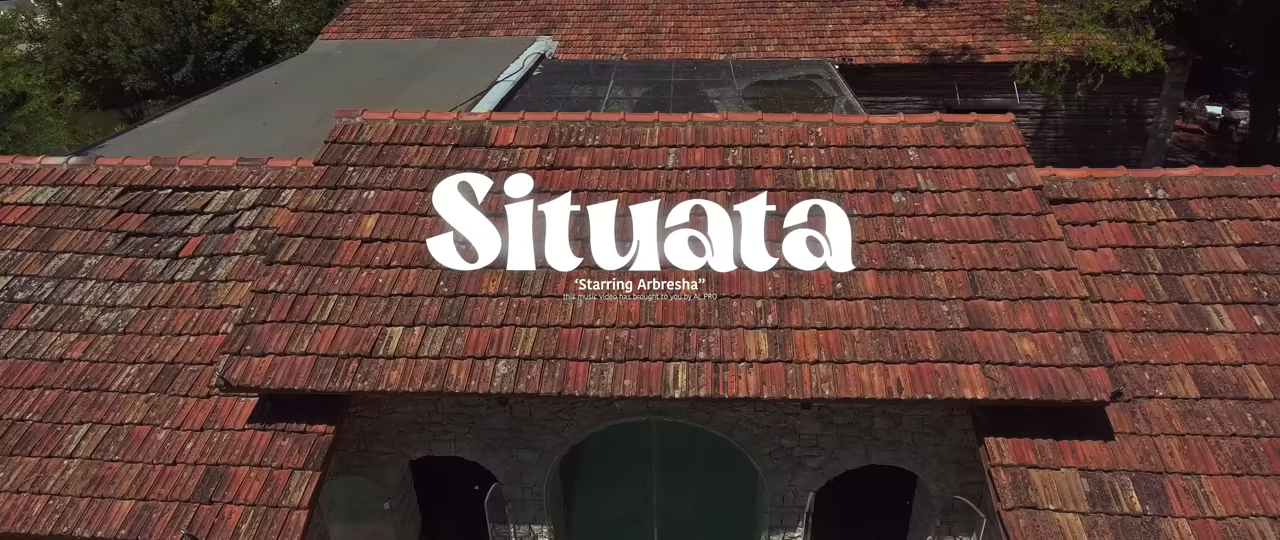 Situata
‘Starring Arbresha”
this music video has brought to you by AL PRO